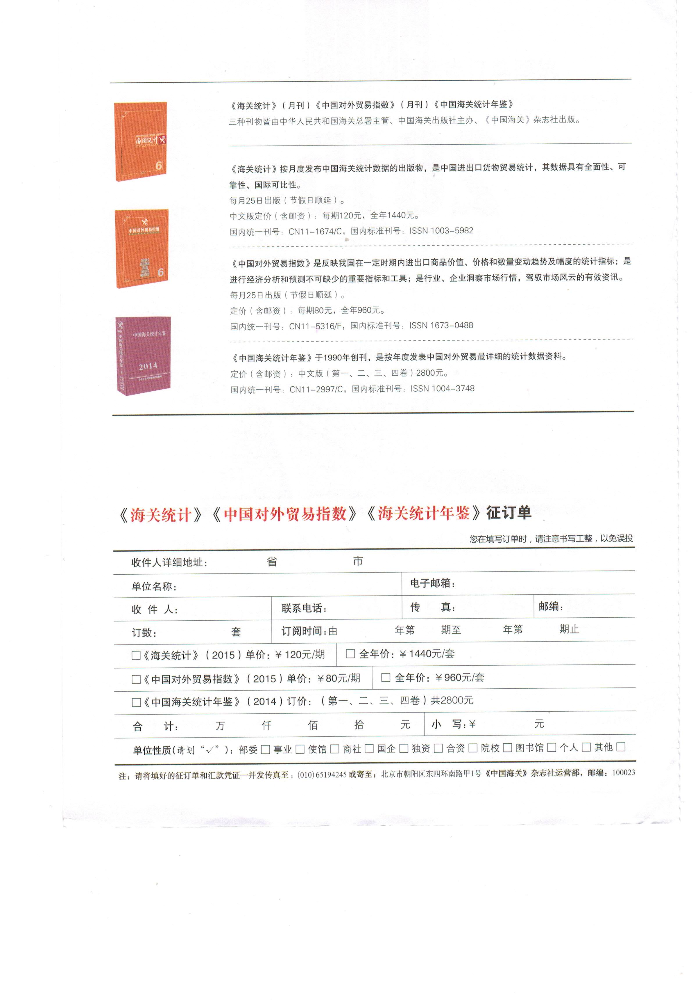 海关统计
6
2015
中国对外贸易指数
CHINA'S
EXTERNAL
TRADE
INDICES
MONTHLY
6
中国海关统计年鉴
中国海关统计年鉴
2014
《海关统计》（月刊）《中国对外贸易指数》（月刊）《中国海关统计年鉴》
三种刊物皆由中华人民共和国海关总署主管、中国海关出版社主办、《中国海关》杂志社出版。
《海关统计》按月度发布中国海关统计数据的出版物，是中国进出口货物贸易统计，其数据具有全面性、可
靠性、国际可比性。
每月25日出版（节假日顺延）。
中文版定价（含邮资）：每期120元，全年1440元。
国内统一刊号：CN11-1674/C，国内标准刊号：ISSN 1003-5982
《中国对外贸易指数》是反映我国在一定时期内进出口商品价值、价格和数量变动趋势及幅度的统计指标；是
进行经济分析和预测不可缺少的重要指标和工具；是行业、企业洞察市场行情，驾驭市场风云的有效资讯。
每月25日出版（节假日顺延）。
定价（含邮资）：每期80元，全年960元。
国内统一刊号：CN11-5316/F，国内标准刊号：ISSN 1673-0488
《中国海关统计年鉴》于1990年创刊，是按年度发表中国对外贸易最详细的统计数据资料。
定价（含邮资）：中文版（第一、二、三、四卷）2800元。
国内统一刊号：CN11-2997/C，国内标准刊号：ISSN 1004-3748
《海关统计》《中国对外贸易指数》《海关统计年鉴》征订单
您在填写订单时，请注意书写工整，以免误投
收件人详细地址： 省 市
单位名称： 电子邮箱：
收 件 人： 联系电话： 传 真： 邮编：
订数： 套 订阅时间：由 年第 期至 年第 期止
□《海关统计》（2015）单价：￥120元/期 □ 全年价：￥1440元/套
□《中国对外贸易指数》（2015）单价：￥80元/期 □ 全年价：￥960元/套
□《中国海关统计年鉴》（2014）订价：（第一、二、三、四卷）共2800元
合 计： 万 仟 佰 拾 元 小 写：￥ 元
单位性质(请划“√”)：部委□ 事业□ 使馆□ 商社□ 国企□ 独资□ 合资□ 院校□ 图书馆□ 个人□ 其他□
注：请将填好的征订单和汇款凭证一并发传真至：(010)65194245或寄至：北京市朝阳区东四环南路甲1号《中国海关》杂志社运营部，邮编：100023